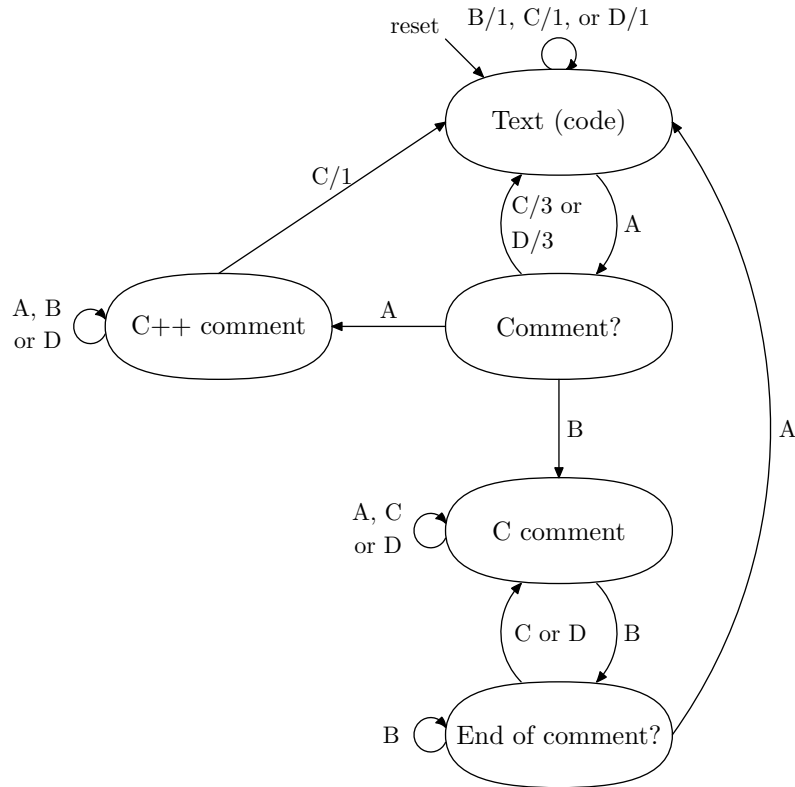 B/1, C/1, or D/1
reset
Text (code)
C/1
C/3 or
D/3
A
A, B
or D
C++ comment
A
Comment?
B
A
A, C
or D
C comment
C or D
B
B
End of comment?